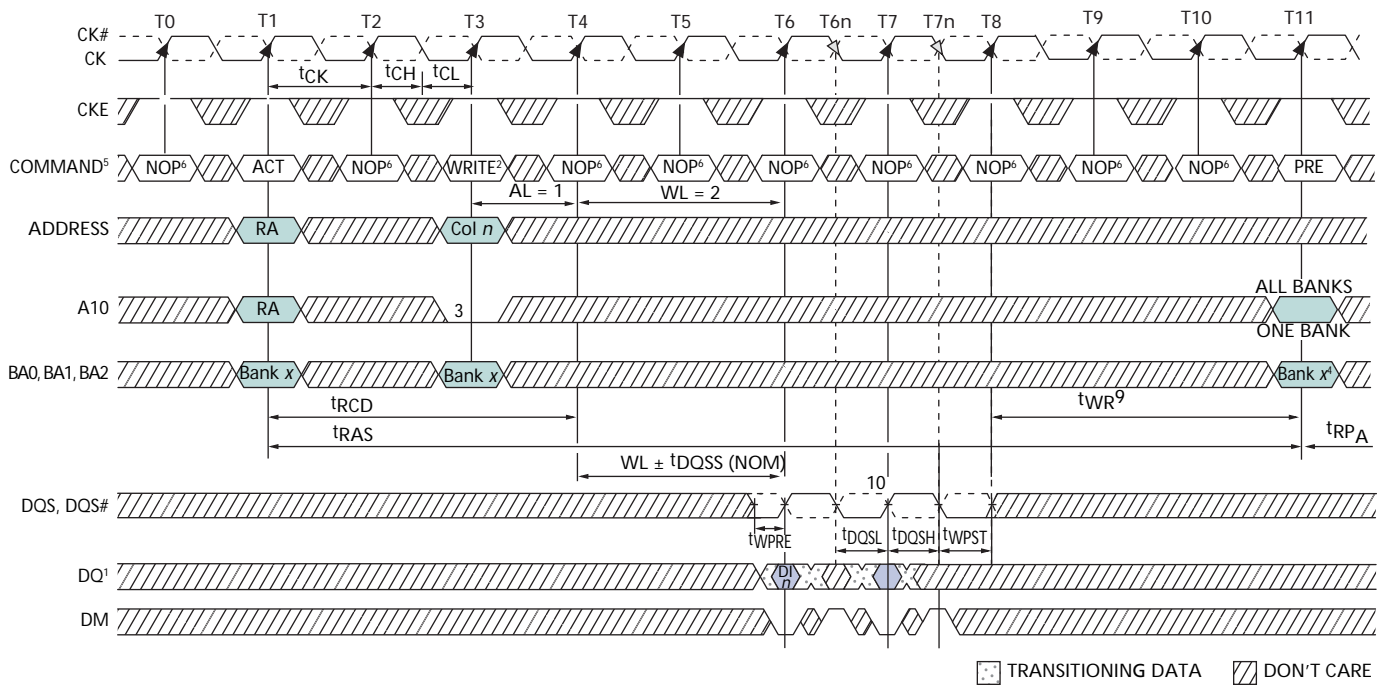 T0 T1 T2 T3 T4 T5 T6 T6n T7 T7n T8 T9 T10 T11
CK#
CK
tCK tCH tCL
CKE
COMMAND⁵ NOP⁶ ACT NOP⁶ WRITE² NOP⁶ NOP⁶ NOP⁶ NOP⁶ NOP⁶ NOP⁶ NOP⁶ PRE
AL = 1 WL = 2
ADDRESS RA Col n
ALL BANKS
A10 RA 3
ONE BANK
BA0, BA1, BA2 Bank x Bank x Bank x⁴
tRCD tWR⁹
tRAS tRPA
WL ± tDQSS (NOM)
10
DQS, DQS#
tWPRE tDQSL tDQSH tWPST
DQ¹ DI
n
DM
TRANSITIONING DATA DON'T CARE